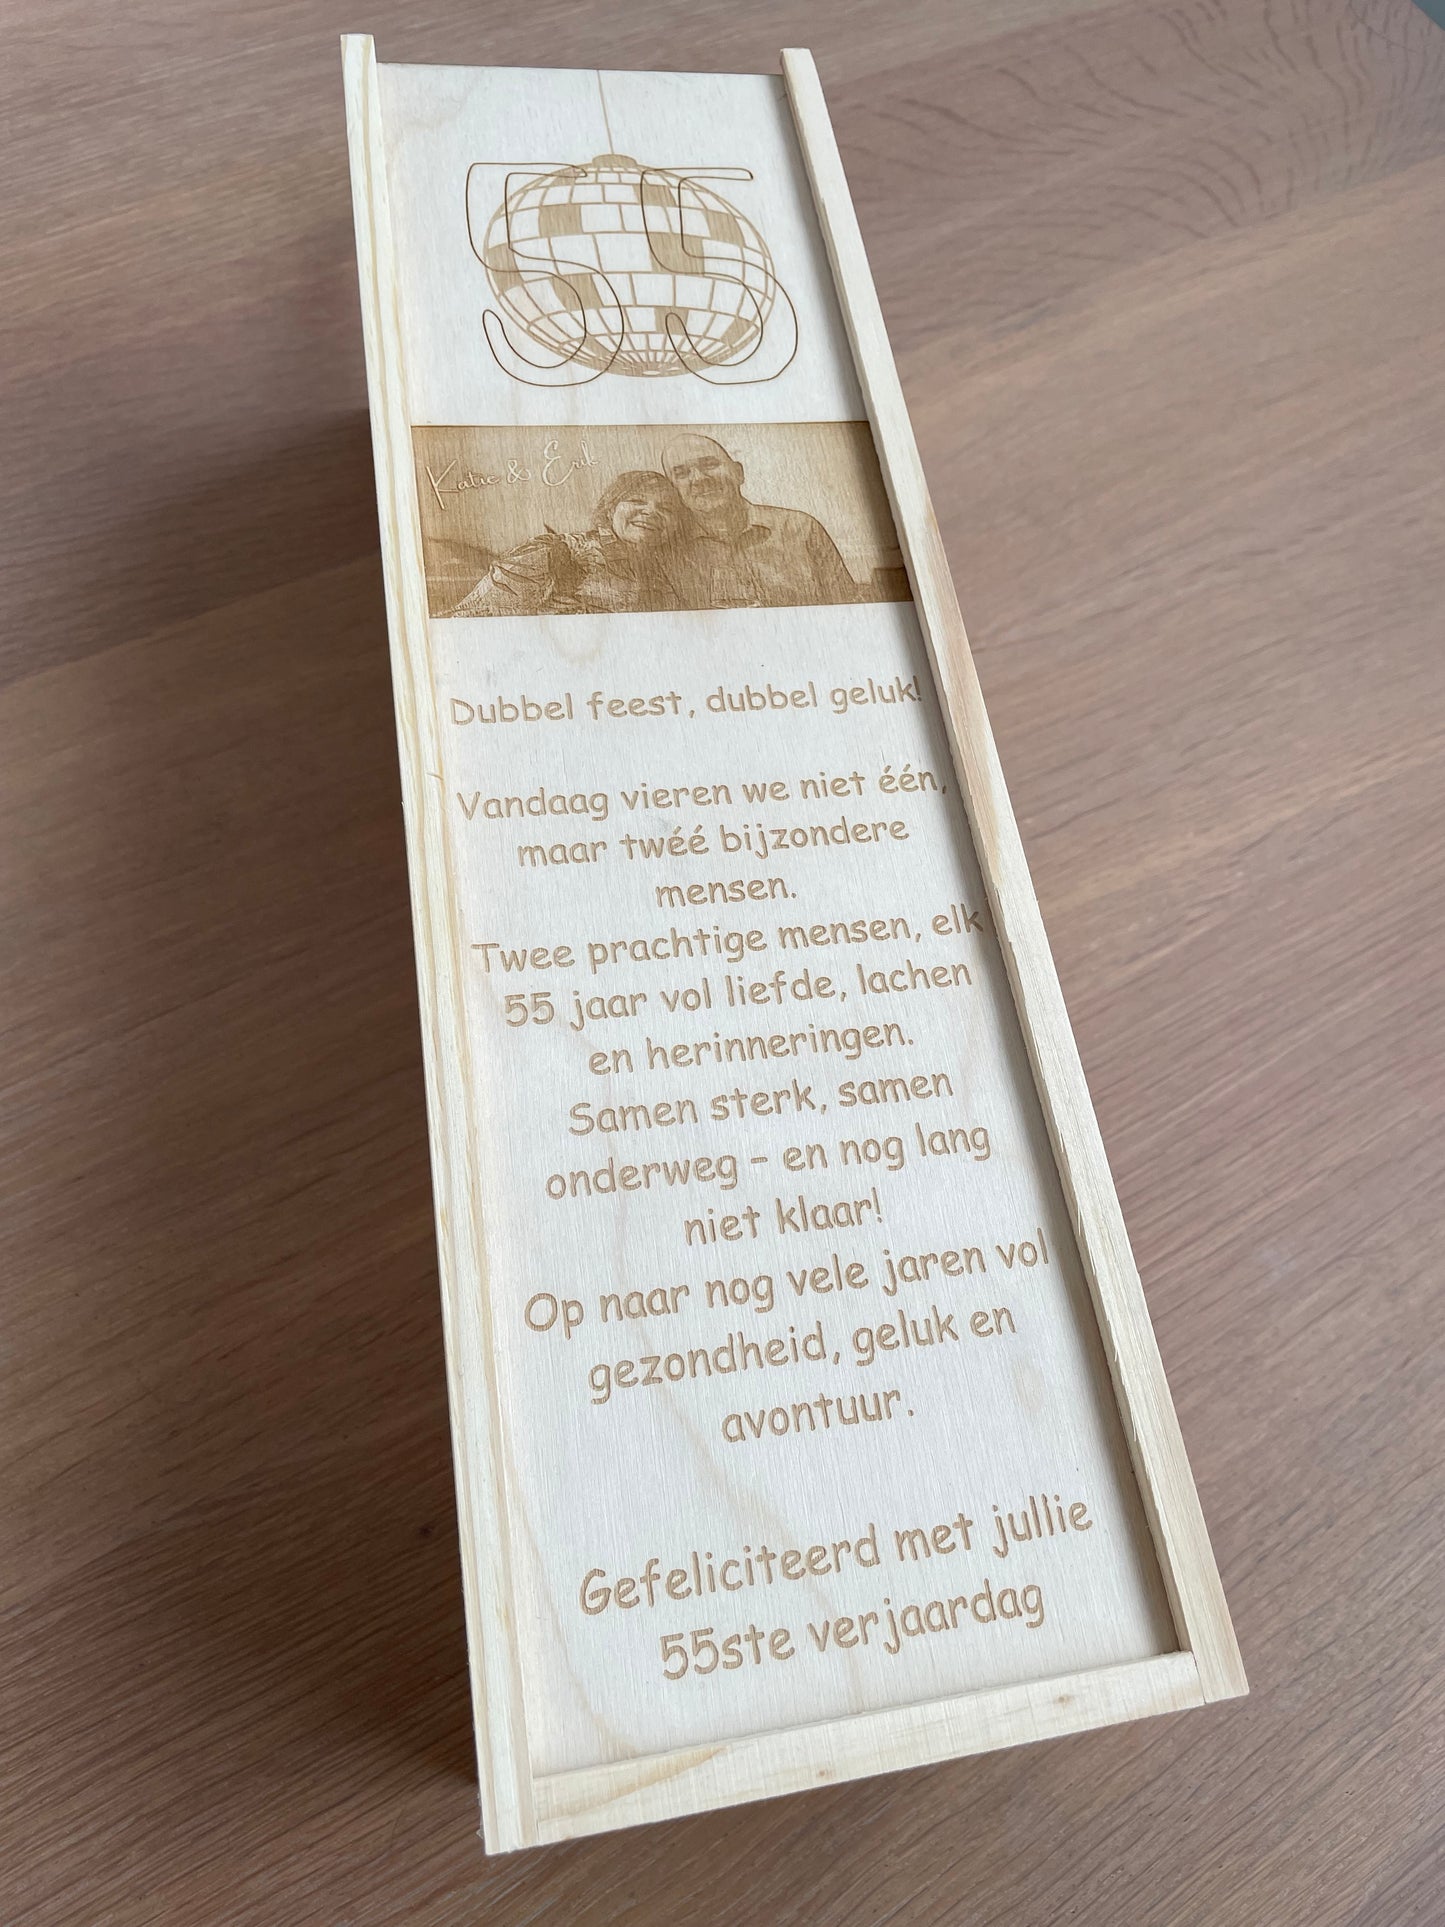 55
Katie & Erik
Dubbel feest, dubbel geluk!
Vandaag vieren we niet één,
maar twéé bijzondere
mensen.
Twee prachtige mensen, elk
55 jaar vol liefde, lachen
en herinneringen.
Samen sterk, samen
onderweg – en nog lang
niet klaar!
Op naar nog vele jaren vol
gezondheid, geluk en
avontuur.
Gefeliciteerd met jullie
55ste verjaardag